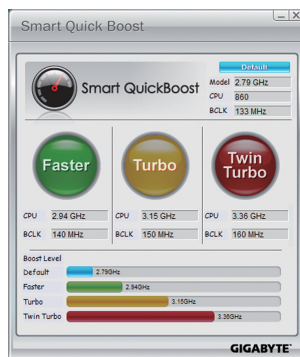 Smart Quick Boost
Default
Smart QuickBoost
Model 2.79 GHz
CPU 860
BCLK 133 MHz
Faster
Turbo
Twin Turbo
CPU 2.94 GHz CPU 3.15 GHz CPU 3.36 GHz
BCLK 140 MHz BCLK 150 MHz BCLK 160 MHz
Boost Level
Default 2.79GHz
Faster 2.94GHz
Turbo 3.15GHz
Twin Turbo 3.36GHz
GIGABYTE